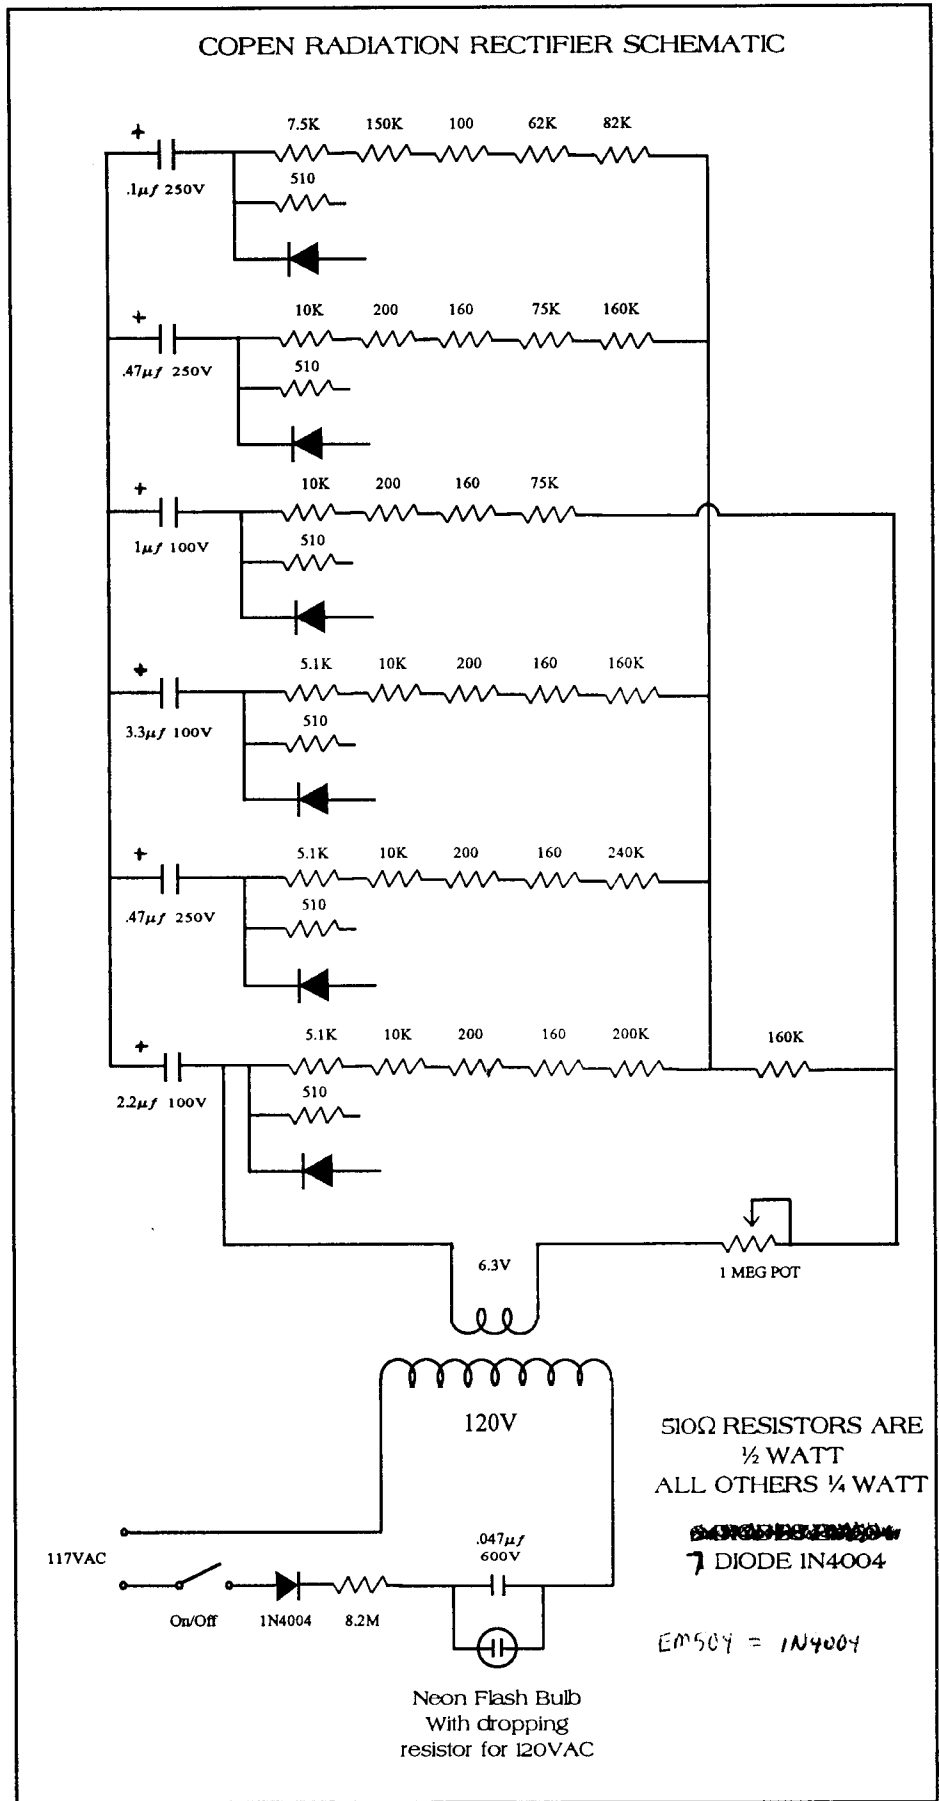 COPEN RADIATION RECTIFIER SCHEMATIC
7.5K 150K 100 62K 82K
+
.1µf 250V
510
10K 200 160 75K 160K
+
.47µf 250V
510
10K 200 160 75K
+
1µf 100V
510
5.1K 10K 200 160 160K
+
3.3µf 100V
510
5.1K 10K 200 160 240K
+
.47µf 250V
510
5.1K 10K 200 160 200K 160K
+
2.2µf 100V
510
6.3V
1 MEG POT
120V
510Ω RESISTORS ARE
½ WATT
ALL OTHERS ¼ WATT
7 DIODE 1N4004
EM504 = 1N4004
117VAC
.047µf
600V
On/Off 1N4004 8.2M
Neon Flash Bulb
With dropping
resistor for 120VAC